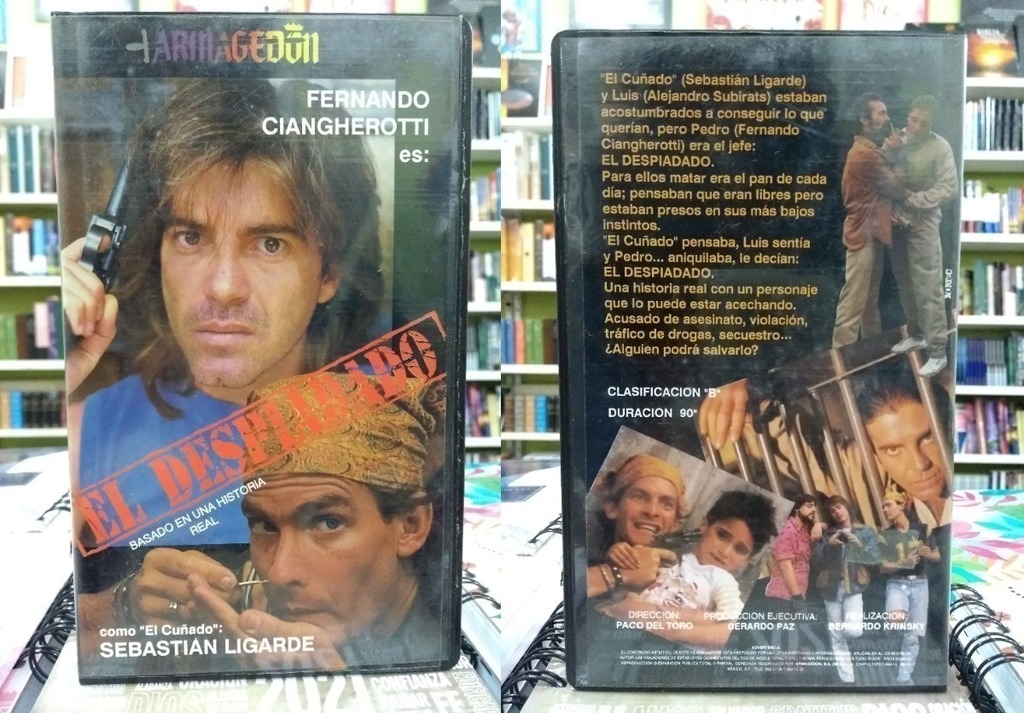 ARMAGEDÓN
FERNANDO
CIANGHEROTTI
es:
EL DESPIADADO
BASADO EN UNA HISTORIA
REAL
como "El Cuñado":
SEBASTIAN LIGARDE
"El Cuñado" (Sebastián Ligarde)
y Luis (Alejandro Subirats) estaban
acostumbrados a conseguir lo que
querían, pero Pedro (Fernando
Ciangherotti) era el jefe:
EL DESPIADADO.
Para ellos matar era el pan de cada
día; pensaban que eran libres pero
estaban presos en sus más bajos
instintos.
"El Cuñado" pensaba, Luis sentía
y Pedro... aniquilaba, le decían:
EL DESPIADADO.
Una historia real con un personaje
que lo puede estar acechando.
Acusado de asesinato, violación,
tráfico de drogas, secuestro...
¿Alguien podrá salvarlo?
CLASIFICACION "B"
DURACION 90"
DIRECCION:
PACO DEL TORO
PRODUCCION EJECUTIVA:
GERARDO PAZ
REALIZACION:
BERNARDO KRINSKY
ADVERTENCIA
2021
CONFIANZA
DIOS
FE